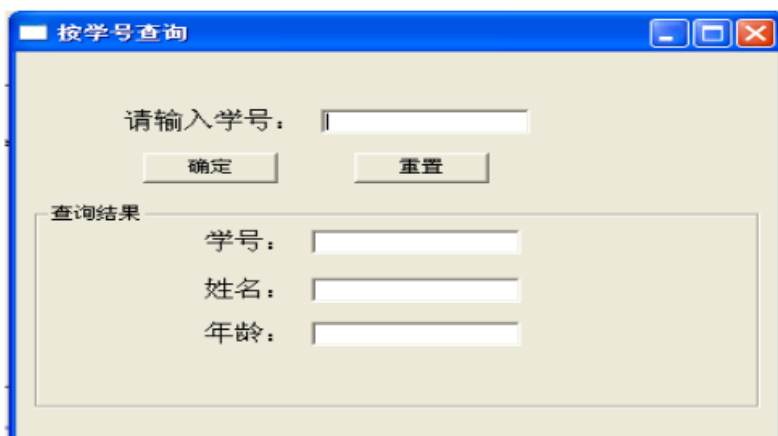 按学号查询
请输入学号：
确定 重置
查询结果
学号：
姓名：
年龄：